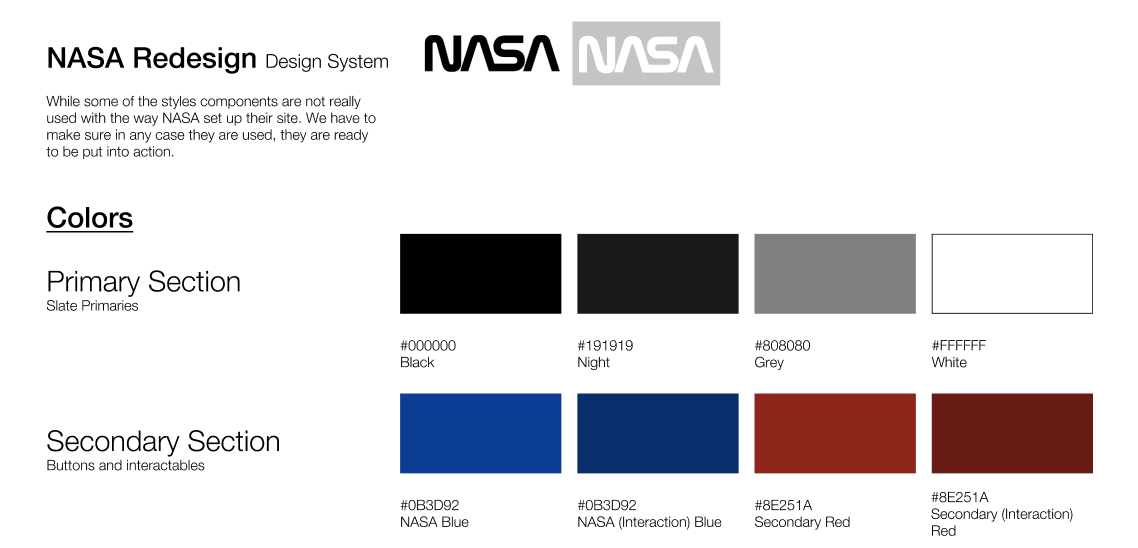 NASA Redesign Design System
NASA
NASA
While some of the styles components are not really
used with the way NASA set up their site. We have to
make sure in any case they are used, they are ready
to be put into action.
Colors
Primary Section
Slate Primaries
#000000
Black
#191919
Night
#808080
Grey
#FFFFFF
White
Secondary Section
Buttons and interactables
#0B3D92
NASA Blue
#0B3D92
NASA (Interaction) Blue
#8E251A
Secondary Red
#8E251A
Secondary (Interaction)
Red